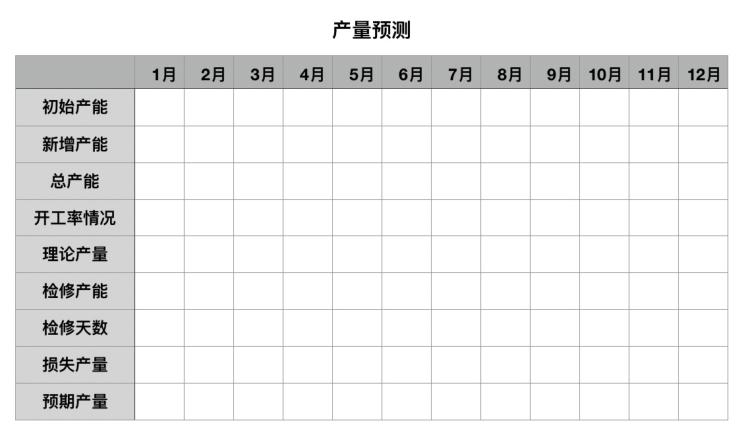 产量预测
1月 2月 3月 4月 5月 6月 7月 8月 9月 10月 11月 12月
初始产能
新增产能
总产能
开工率情况
理论产量
检修产能
检修天数
损失产量
预期产量